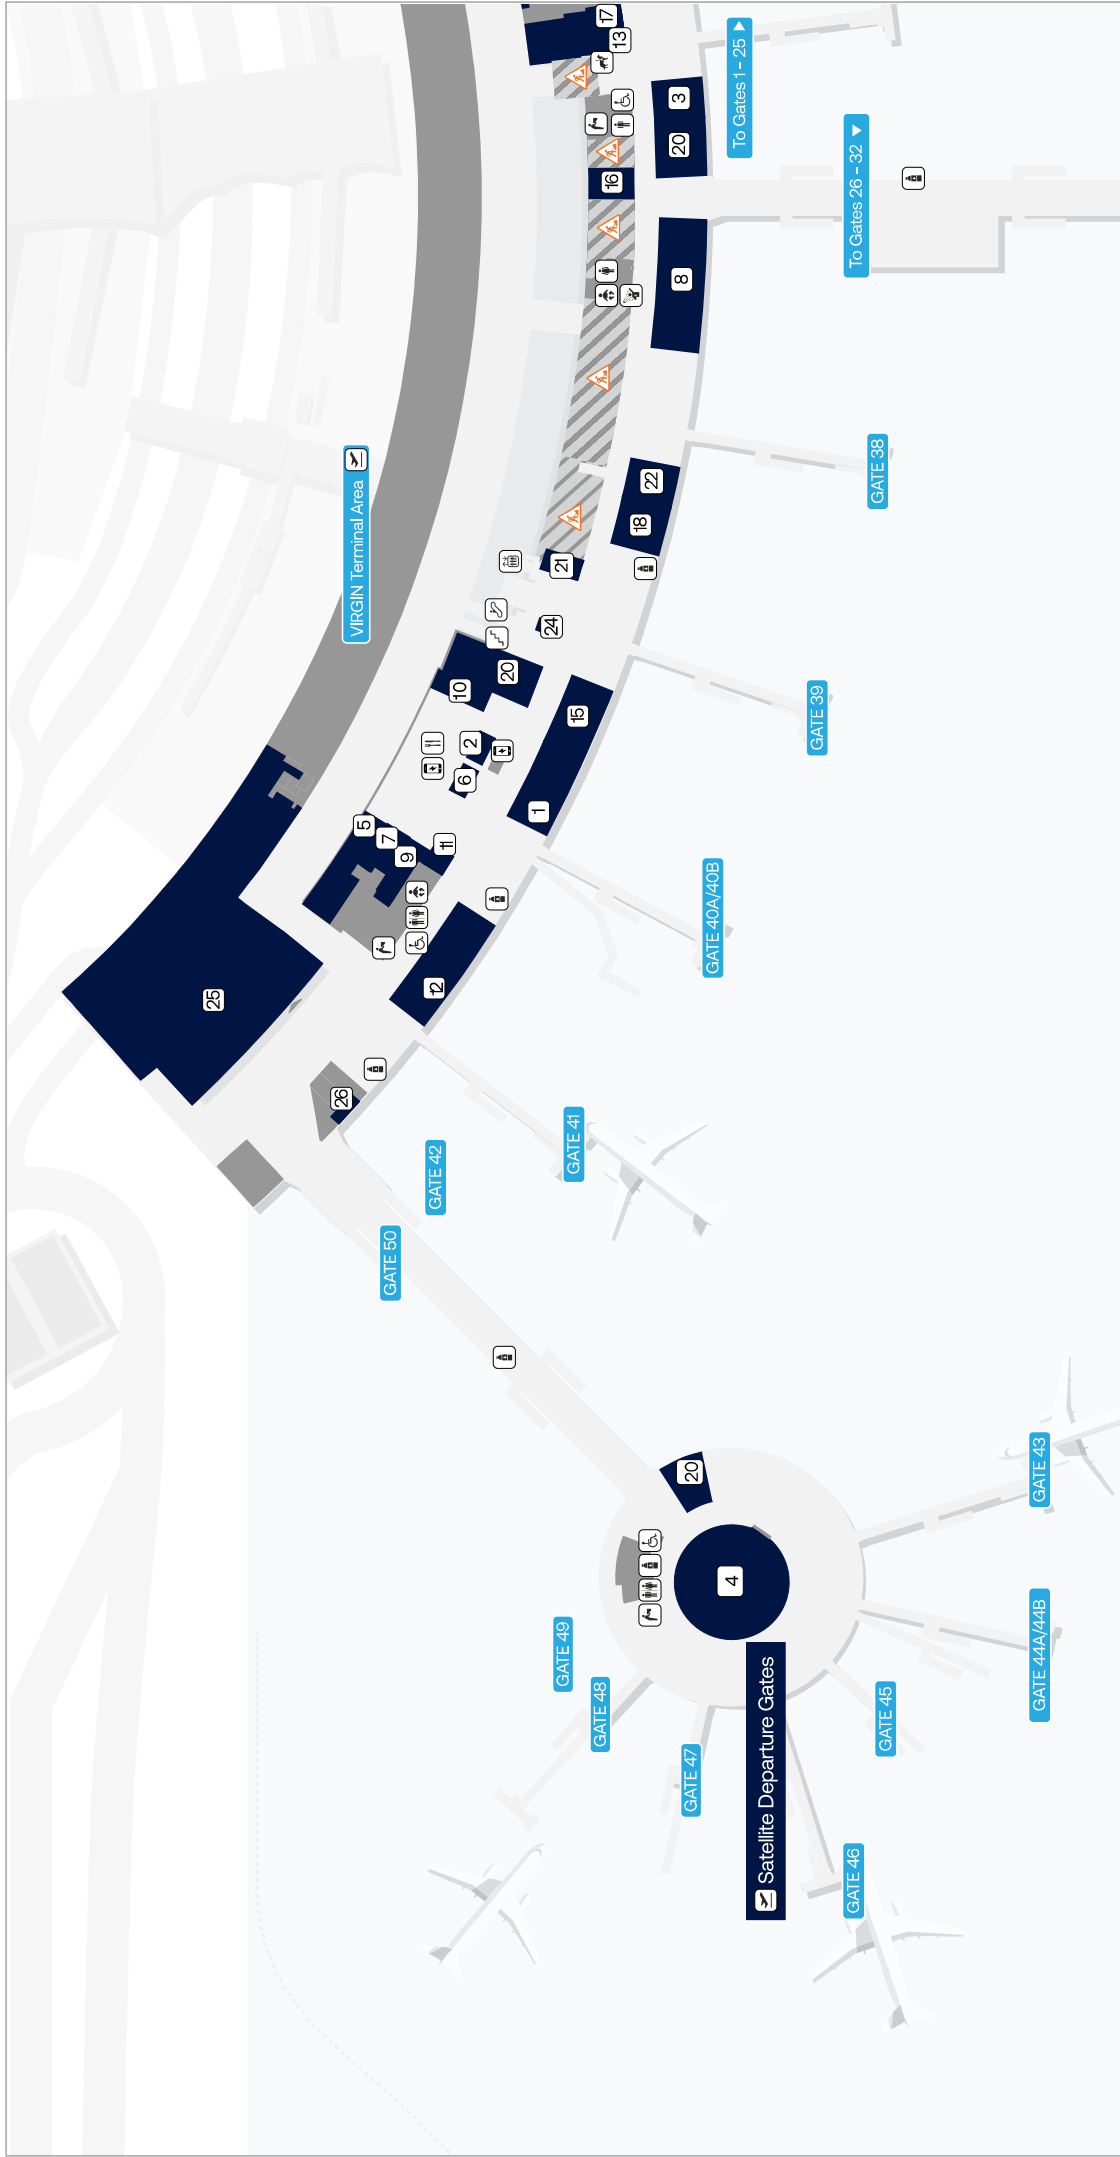 25
26
VIRGIN Terminal Area
5
7
GATE 50
9
12
GATE 42
11
10
6
2
20
1
24
21
GATE 49
GATE 41
15
GATE 48
17
16
13
18
22
8
20
3
20
GATE 47
GATE 40A/40B
4
To Gates 1 - 25 ▶
Satellite Departure Gates
GATE 39
GATE 46
To Gates 26 - 32 ▼
GATE 38
GATE 45
GATE 44A/44B
GATE 43